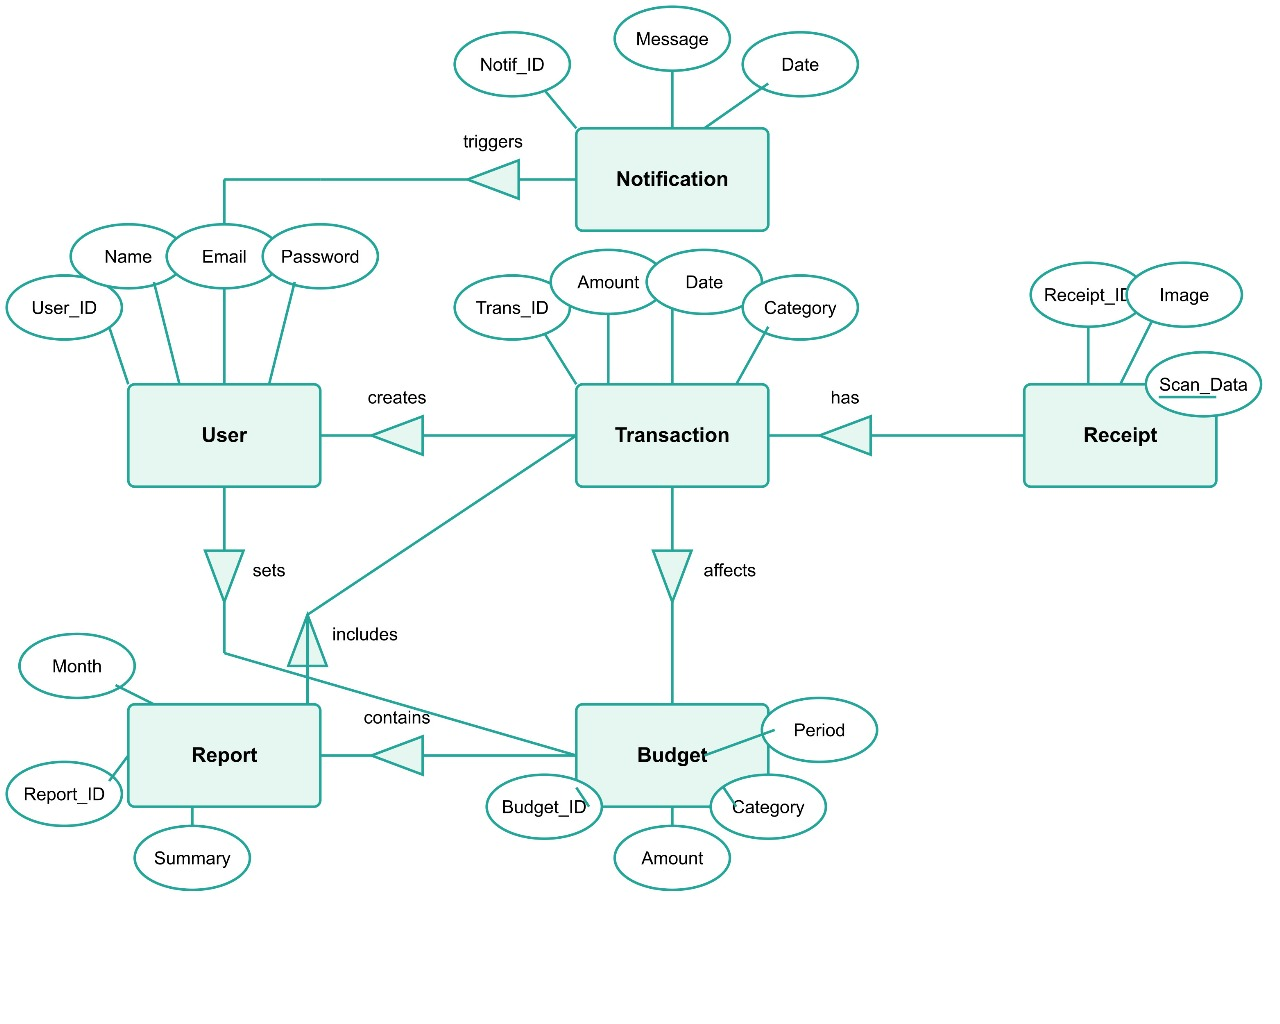 Message
Notif_ID
Date
triggers
Notification
Name
Email
Password
User_ID
Amount
Date
Trans_ID
Category
Receipt_ID
Image
Scan_Data
creates
has
User
Transaction
Receipt
sets
affects
includes
Month
contains
Period
Report
Budget
Report_ID
Budget_ID
Category
Summary
Amount